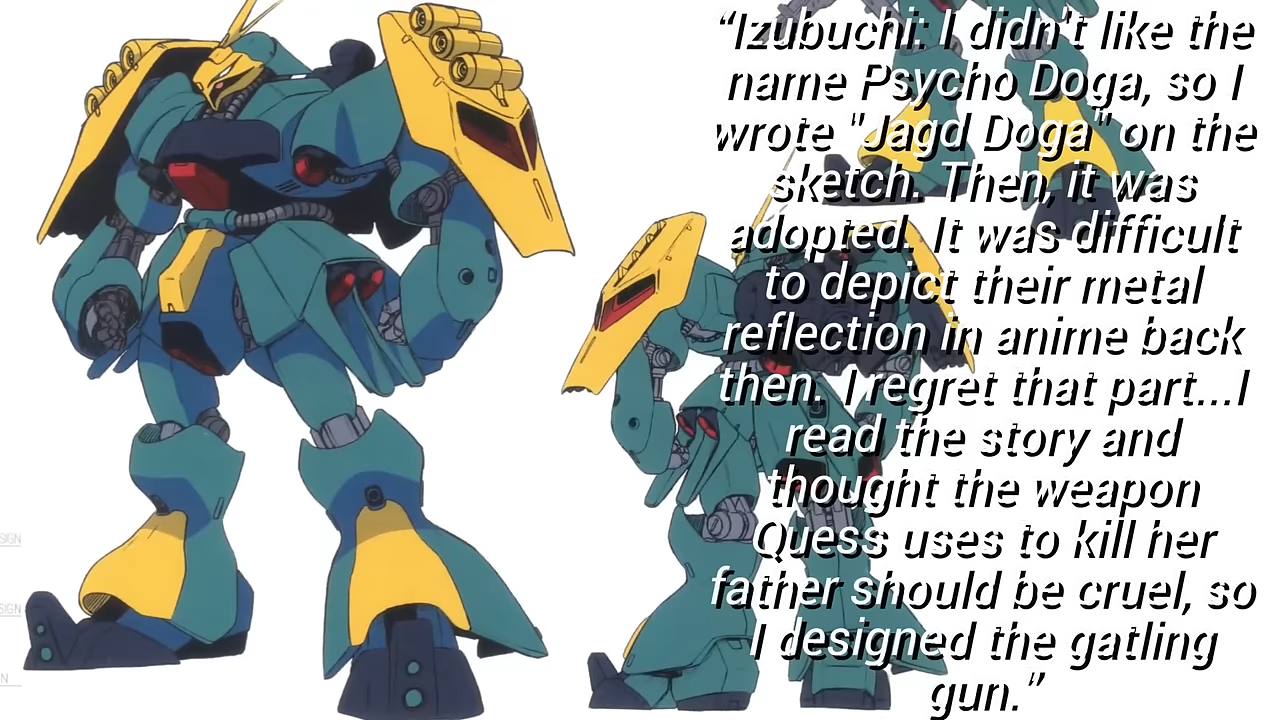 “Izubuchi: I didn't like the
name Psycho Doga, so I
wrote "Jagd Doga" on the
sketch. Then, it was
adopted. It was difficult
to depict their metal
reflection in anime back
then. I regret that part...I
read the story and
thought the weapon
Quess uses to kill her
father should be cruel, so
I designed the gatling
gun.”
SIGN
SIGN
N